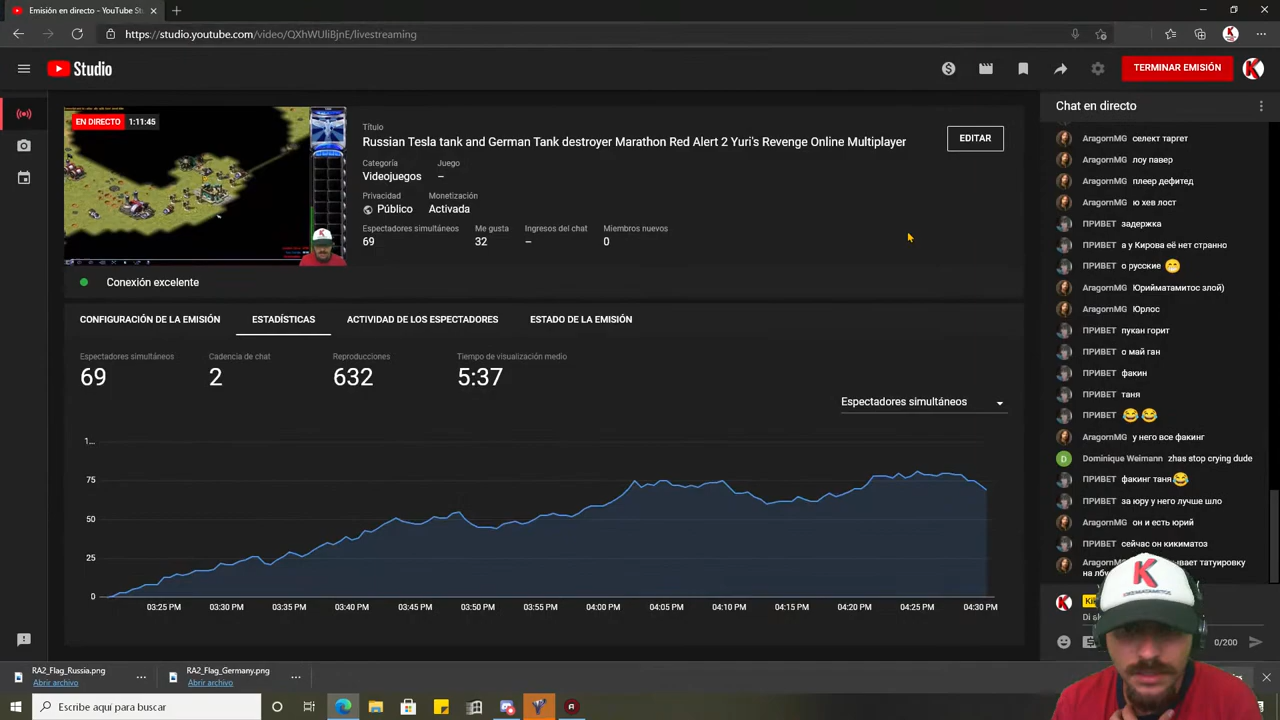 Emisión en directo - YouTube St
https://studio.youtube.com/video/QXhWUliBjnE/livestreaming
Studio
TERMINAR EMISIÓN
K
EN DIRECTO
1:11:45
Título
Russian Tesla tank and German Tank destroyer Marathon Red Alert 2 Yuri's Revenge Online Multiplayer
EDITAR
Categoría
Juego
Videojuegos
–
Privacidad
Monetización
Público
Activada
Espectadores simultáneos
Me gusta
Ingresos del chat
Miembros nuevos
69
32
–
0
Conexión excelente
CONFIGURACIÓN DE LA EMISIÓN
ESTADÍSTICAS
ACTIVIDAD DE LOS ESPECTADORES
ESTADO DE LA EMISIÓN
Espectadores simultáneos
Cadencia de chat
Reproducciones
Tiempo de visualización medio
69
2
632
5:37
Espectadores simultáneos
1...
75
50
25
0
03:25 PM
03:30 PM
03:35 PM
03:40 PM
03:45 PM
03:50 PM
03:55 PM
04:00 PM
04:05 PM
04:10 PM
04:15 PM
04:20 PM
04:25 PM
04:30 PM
Chat en directo
AragornMG селект таргет
AragornMG лоу павер
AragornMG плеер дефитед
AragornMG ю хев лост
ПРИВЕТ задержка
ПРИВЕТ а у Кирова её нет странно
ПРИВЕТ о русские 😁
AragornMG Юрийматамитос злой)
AragornMG Юрлос
ПРИВЕТ пукан горит
ПРИВЕТ о май ган
ПРИВЕТ факин
ПРИВЕТ таня
ПРИВЕТ 😂 😂
AragornMG у него все факинг
D
Dominique Weimann zhas stop crying dude
ПРИВЕТ факинг таня😂
ПРИВЕТ за юру у него лучше шло
AragornMG он и есть юрий
ПРИВЕТ сейчас он кикиматоз
AragornMG
ывает татуировку
на лбу
Di
0/200
K
RA2_Flag_Russia.png
Abrir archivo
RA2_Flag_Germany.png
Abrir archivo
Escribe aquí para buscar